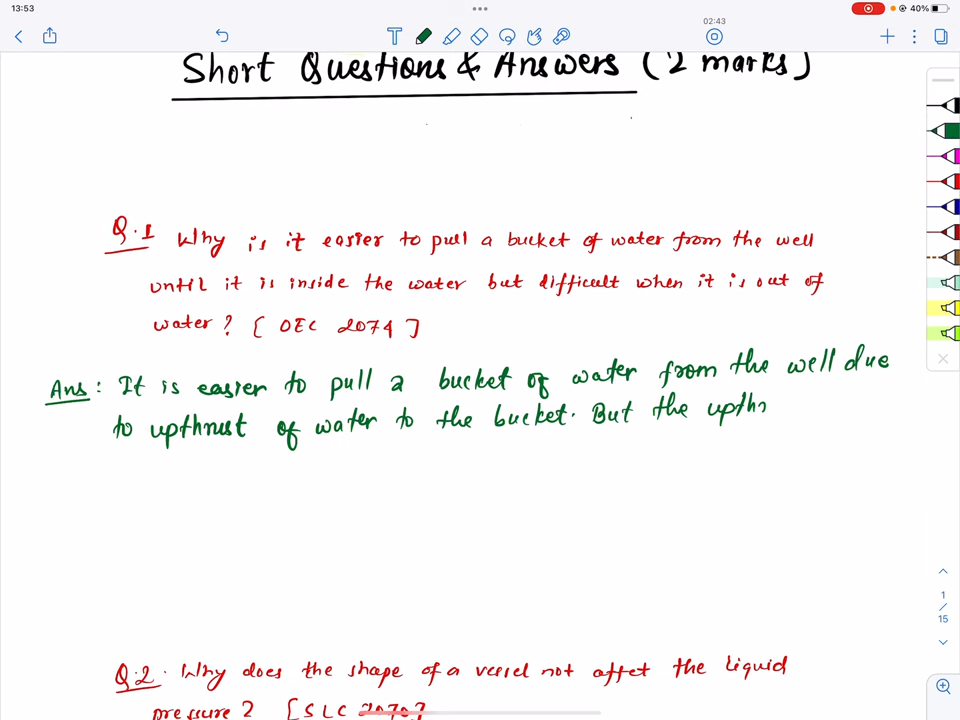 13:53
40%
02:43
T
Short Questions & Answers (2 marks)
Q.1 Why is it easier to pull a bucket of water from the well
until it is inside the water but difficult when it is out of
water? [OEC 2074]
Ans: It is easier to pull a bucket of water from the well due
to upthrust of water to the bucket. But the upth
1
/
15
Q.2. Why does the shape of a vessel not affet the liquid
pressure? [SLC 2070]